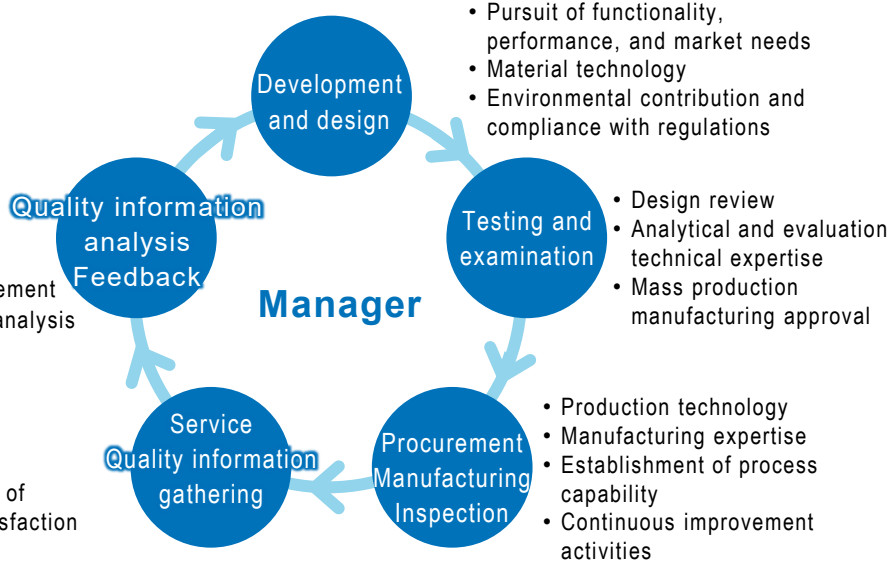 • Pursuit of functionality,
performance, and market needs
• Material technology
• Environmental contribution and
compliance with regulations
Development
and design
Quality information
analysis
Feedback
Testing and
examination
• Design review
• Analytical and evaluation
technical expertise
• Mass production
manufacturing approval
analysis
Manager
Service
Quality information
gathering
Procurement
Manufacturing
Inspection
• Production technology
• Manufacturing expertise
• Establishment of process
capability
• Continuous improvement
activities
of